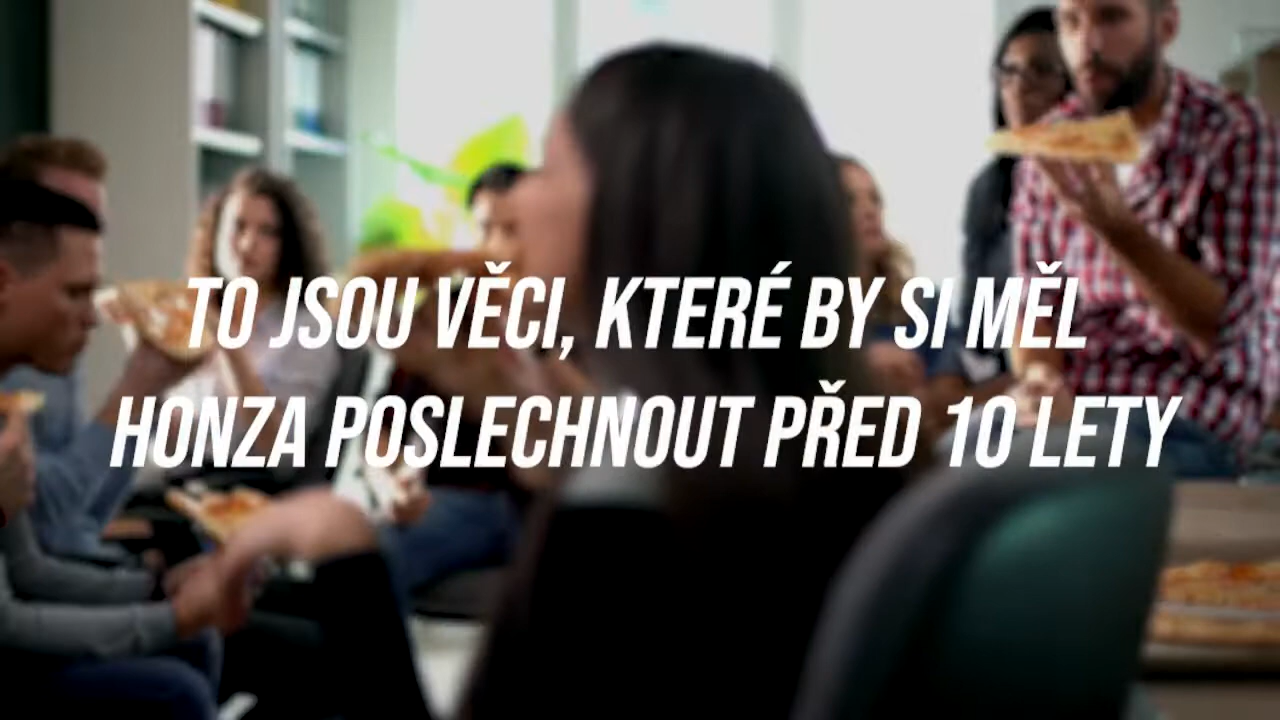 TO JSOU VĚCI, KTERÉ BY SI MĚL
HONZA POSLECHNOUT PŘED 10 LETY